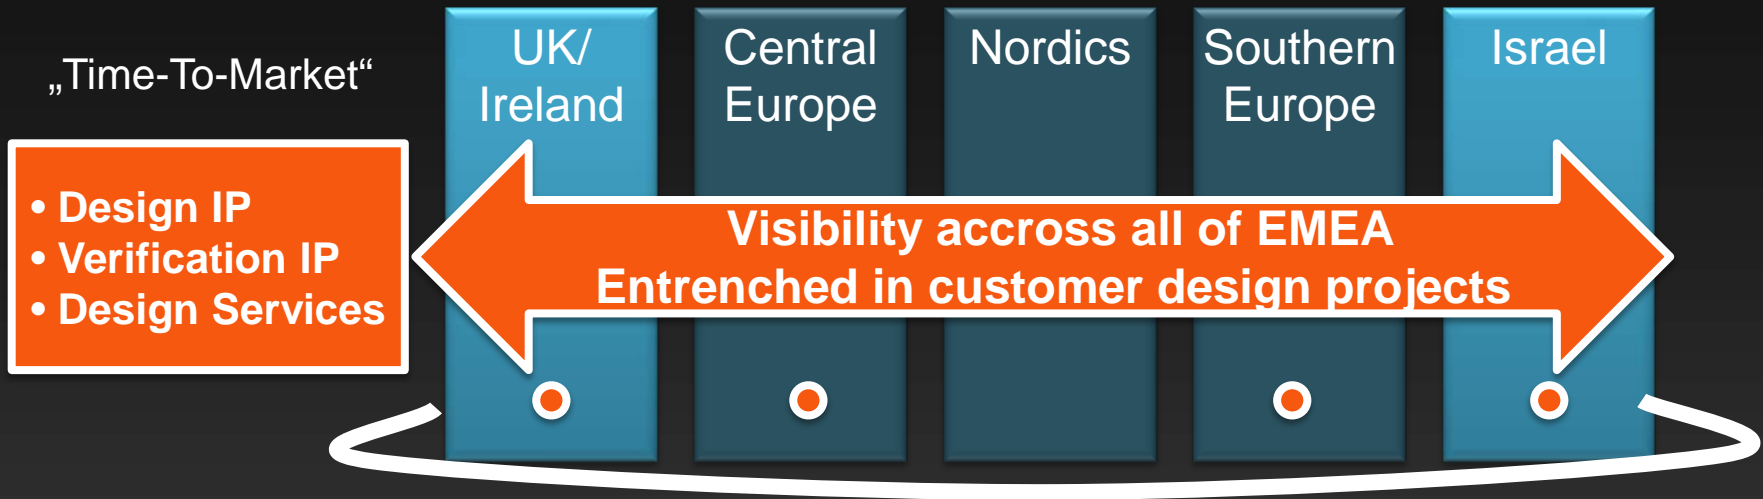 „Time-To-Market“
• Design IP
• Verification IP
• Design Services
UK/
Ireland
Central
Europe
Nordics
Southern
Europe
Israel
Visibility accross all of EMEA
Entrenched in customer design projects